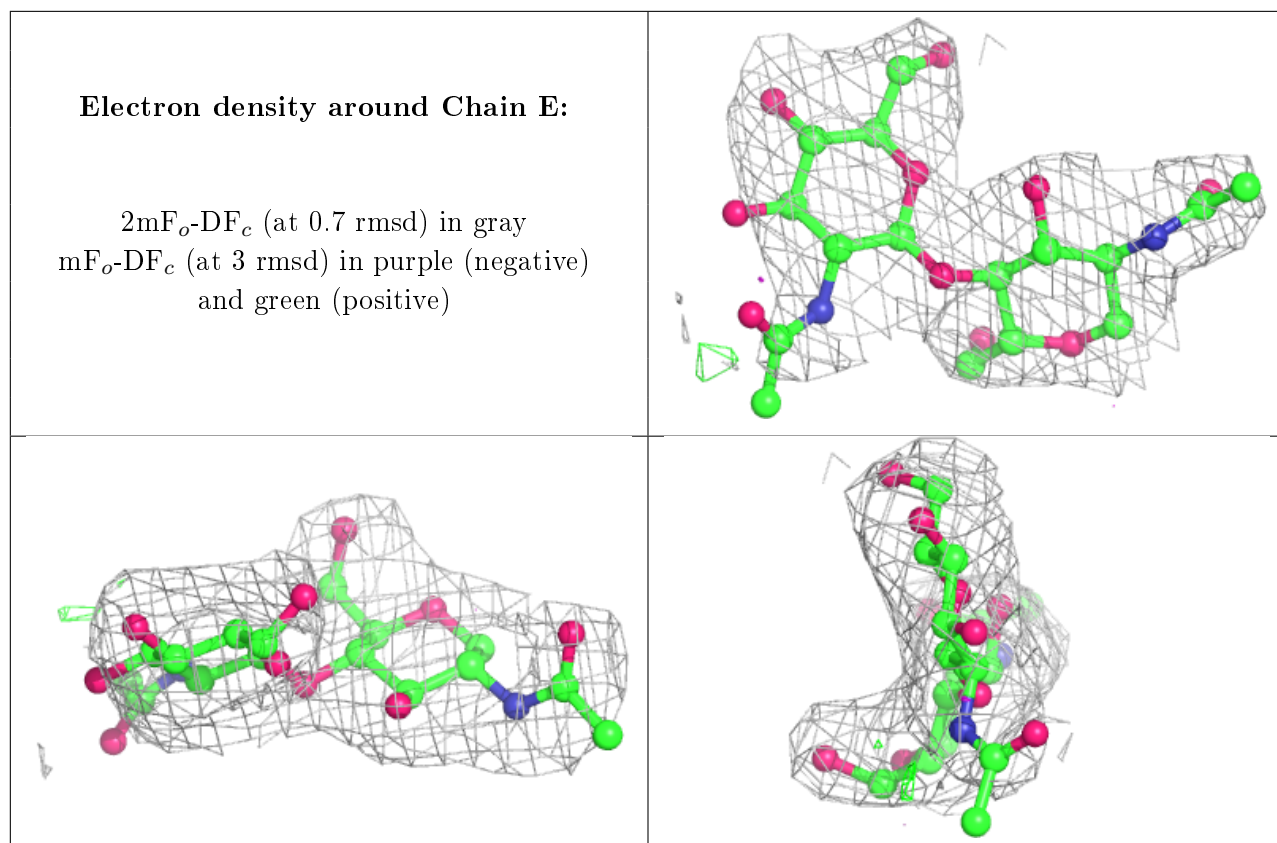 Electron density around Chain E:
2mFo-DFc (at 0.7 rmsd) in gray
mFo-DFc (at 3 rmsd) in purple (negative)
and green (positive)